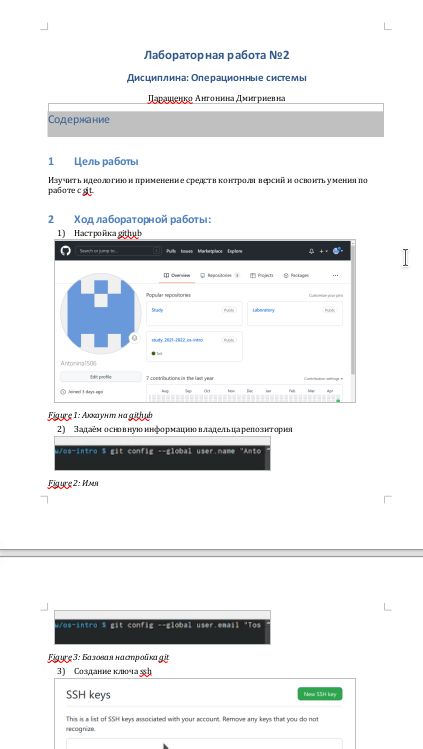 Лабораторная работа №2
Дисциплина: Операционные системы
Паращенко Антонина Дмитриевна
Содержание
1 Цель работы
Изучить идеологию и применение средств контроля версий и освоить умения по
работе с git.
2 Ход лабораторной работы:
1) Настройка github
Search or jump to...
Pulls Issues Marketplace Explore
Overview Repositories 3 Projects Packages
Popular repositories
Customize your pins
Study Public
Laboratory Public
study_2021-2022_os-intro Public
Antonina1506
Edit profile
7 contributions in the last year
Contribution settings
Joined 3 days ago
Aug Sep Oct Nov Dec Jan Feb Mar Apr
Figure 1: Аккаунт на github
2) Задаём основную информацию владельца репозитория
w/os-intro $ git config --global user.name "Anto
Figure 2: Имя
w/os-intro $ git config --global user.email "Tos
Figure 3: Базовая настройка git
3) Создание ключа ssh
SSH keys
New SSH key
This is a list of SSH keys associated with your account. Remove any keys that you do not
recognize.